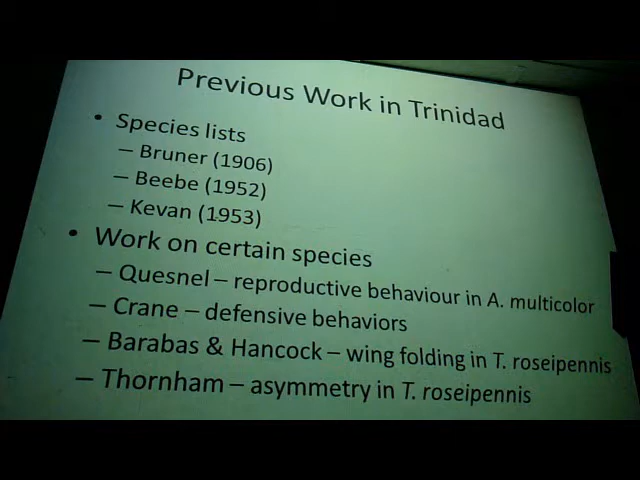 Previous Work in Trinidad
• Species lists
– Bruner (1906)
– Beebe (1952)
– Kevan (1953)
• Work on certain species
– Quesnel – reproductive behaviour in A. multicolor
– Crane – defensive behaviors
– Barabas & Hancock – wing folding in T. roseipennis
– Thornham – asymmetry in T. roseipennis